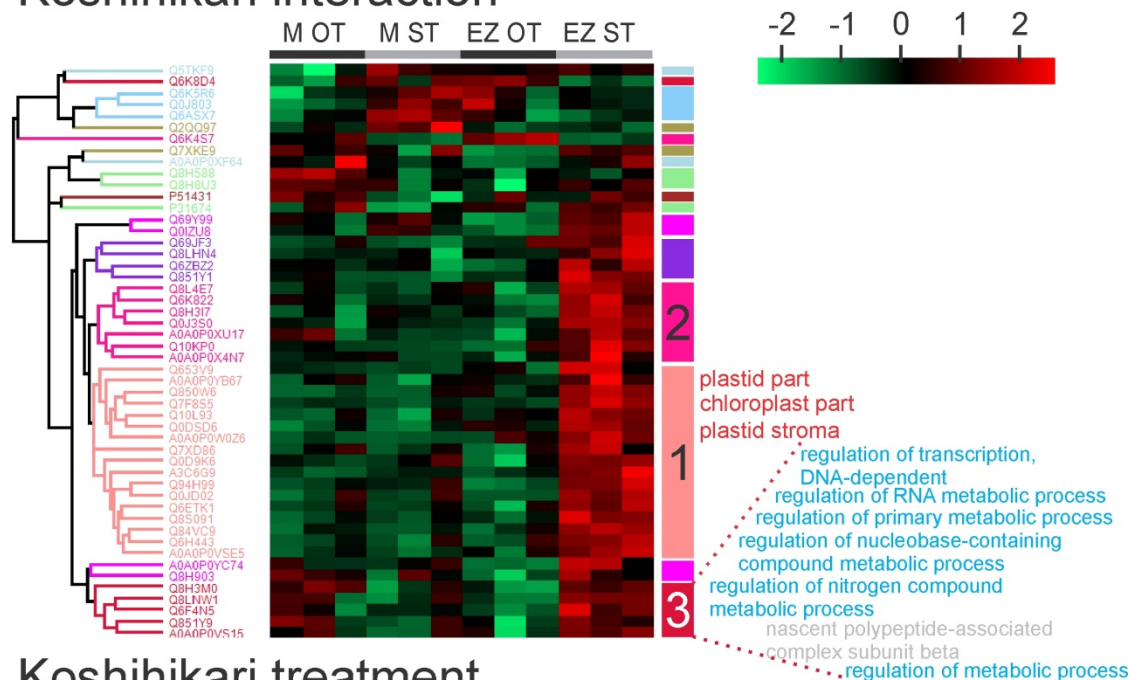 Koshihikari interaction
M OT M ST EZ OT EZ ST
-2 -1 0 1 2
Q5TKF9
Q6K8D4
Q6K5R6
Q0J803
Q6ASX7
Q2QQ97
Q6K4S7
Q7XKE9
A0A0P0XF64
Q8H588
Q8H8U3
P51431
P31674
Q69Y99
Q0IZU8
Q69JF3
Q8LHN4
Q6ZBZ2
Q851Y1
Q8L4E7
Q6K822
Q8H3I7
Q0J3S0
A0A0P0XU17
Q10KP0
A0A0P0X4N7
Q653V9
A0A0P0YB67
Q850W6
Q7F8S5
Q10L93
Q0DSD6
A0A0P0W0Z6
Q7XD86
Q0D9K6
A3C6G9
Q94H99
Q0JD02
Q6ETK1
Q8S091
Q84VC9
Q6H443
A0A0P0VSE5
A0A0P0YC74
Q8H903
Q8H3M0
Q8LNW1
Q6F4N5
Q851Y9
A0A0P0VS15
2
1
3
plastid part
chloroplast part
plastid stroma
regulation of transcription,
DNA-dependent
regulation of RNA metabolic process
regulation of primary metabolic process
regulation of nucleobase-containing
compound metabolic process
regulation of nitrogen compound
metabolic process
nascent polypeptide-associated
complex subunit beta
regulation of metabolic process
Koshihikari treatment